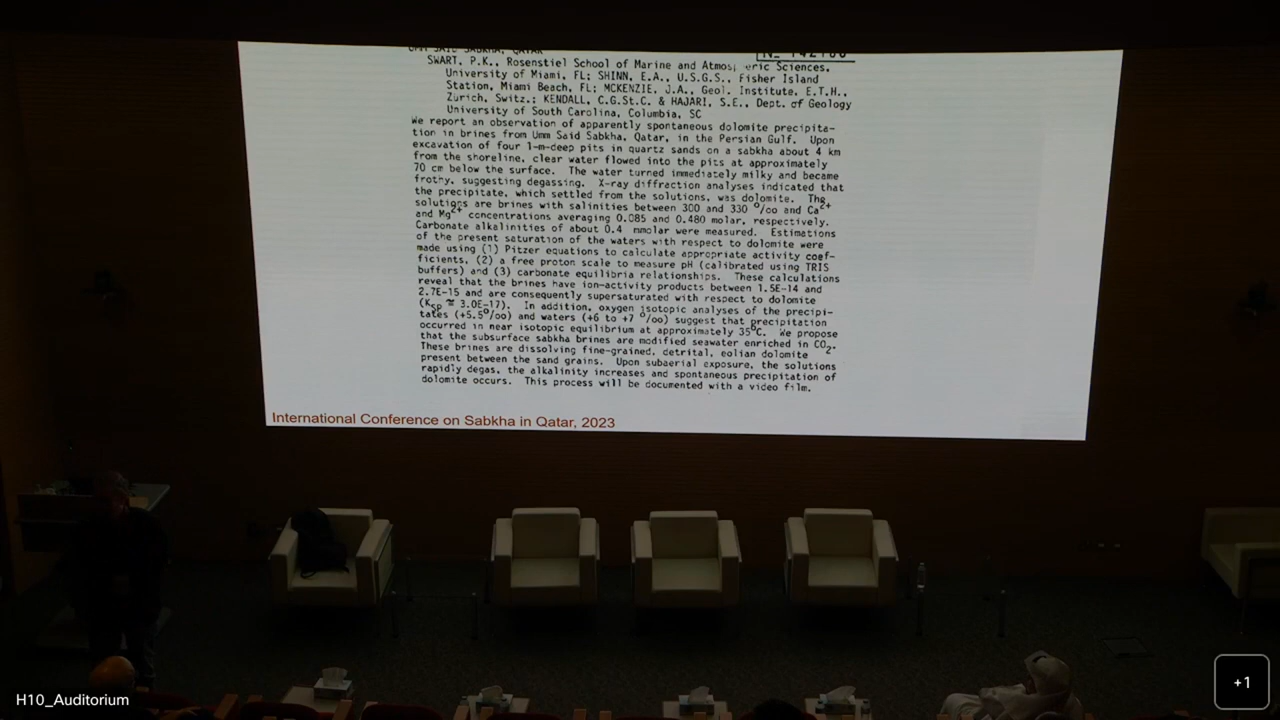 UMM SAID SABKHA, QATAR
No 142166
SWART, P.K., Rosenstiel School of Marine and Atmos eric Sciences,
University of Miami, FL; SHINN, E.A., U.S.G.S., Fisher Island
Station, Miami Beach, FL; MCKENZIE, J.A., Geol. Institute, E.T.H.,
Zurich, Switz.; KENDALL, C.G.St.C. & HAJARI, S.E., Dept. of Geology
University of South Carolina, Columbia, SC
We report an observation of apparently spontaneous dolomite precipita-
tion in brines from Umm Said Sabkha, Qatar, in the Persian Gulf. Upon
excavation of four 1-m-deep pits in quartz sands on a sabkha about 4 km
from the shoreline, clear water flowed into the pits at approximately
70 cm below the surface. The water turned immediately milky and became
frothy, suggesting degassing. X-ray diffraction analyses indicated that
the precipitate, which settled from the solutions, was dolomite. The
solutions are brines with salinities between 300 and 330 ⁰/oo and Ca²⁺
and Mg²⁺ concentrations averaging 0.085 and 0.480 molar, respectively.
Carbonate alkalinities of about 0.4 mmolar were measured. Estimations
of the present saturation of the waters with respect to dolomite were
made using (1) Pitzer equations to calculate appropriate activity coef-
ficients, (2) a free proton scale to measure pH (calibrated using TRIS
buffers) and (3) carbonate equilibria relationships. These calculations
reveal that the brines have ion-activity products between 1.5E-14 and
2.7E-15 and are consequently supersaturated with respect to dolomite
(Ksp ≅ 3.0E-17). In addition, oxygen isotopic analyses of the precipi-
tates (+5.5⁰/oo) and waters (+6 to +7 ⁰/oo) suggest that precipitation
occurred in near isotopic equilibrium at approximately 35⁰C. We propose
that the subsurface sabkha brines are modified seawater enriched in CO₂.
These brines are dissolving fine-grained, detrital, eolian dolomite
present between the sand grains. Upon subaerial exposure, the solutions
rapidly degas, the alkalinity increases and spontaneous precipitation of
dolomite occurs. This process will be documented with a video film.
International Conference on Sabkha in Qatar, 2023
H10_Auditorium
+1